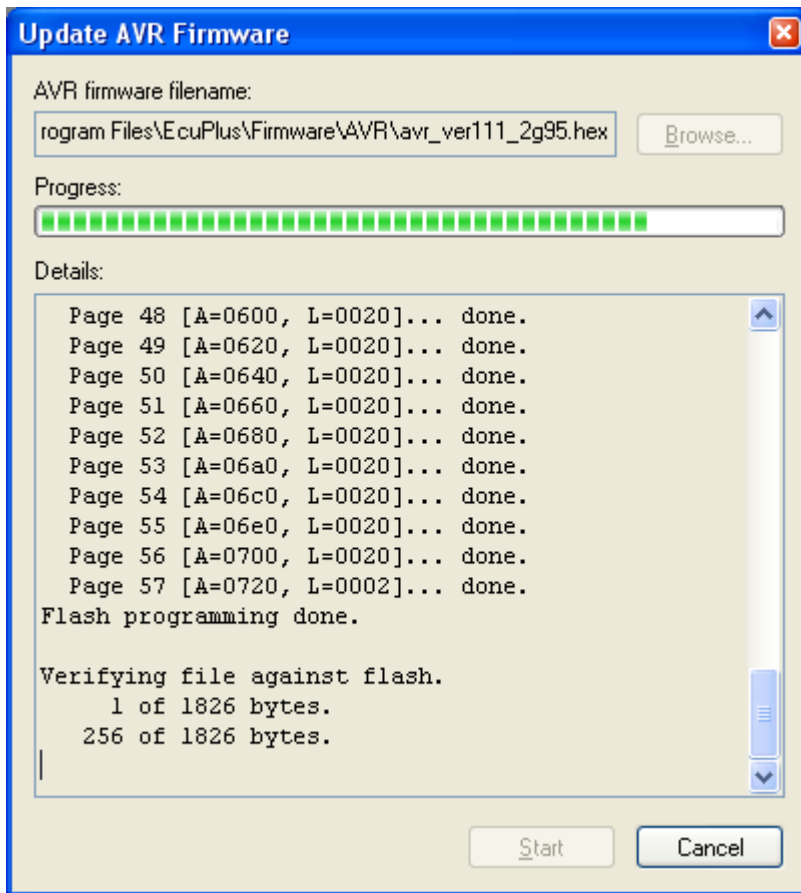 Update AVR Firmware
AVR firmware filename:
rogram Files\EcuPlus\Firmware\AVR\avr_ver111_2g95.hex
Browse...
Progress:
Details:
Page 48 [A=0600, L=0020]... done.
Page 49 [A=0620, L=0020]... done.
Page 50 [A=0640, L=0020]... done.
Page 51 [A=0660, L=0020]... done.
Page 52 [A=0680, L=0020]... done.
Page 53 [A=06a0, L=0020]... done.
Page 54 [A=06c0, L=0020]... done.
Page 55 [A=06e0, L=0020]... done.
Page 56 [A=0700, L=0020]... done.
Page 57 [A=0720, L=0002]... done.
Flash programming done.
Verifying file against flash.
1 of 1826 bytes.
256 of 1826 bytes.
Start
Cancel